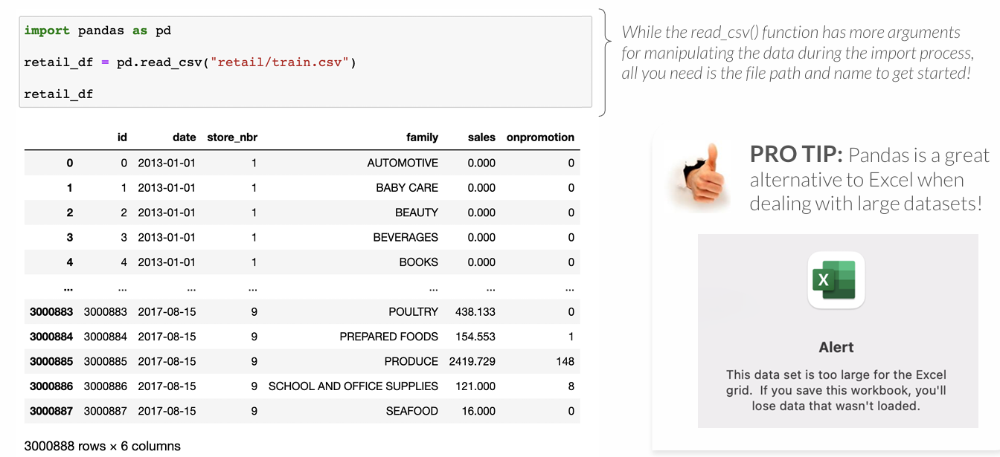 import pandas as pd
retail_df = pd.read_csv("retail/train.csv")
retail_df
While the read_csv() function has more arguments
for manipulating the data during the import process,
all you need is the file path and name to get started!
id date store_nbr family sales onpromotion
0 0 2013-01-01 1 AUTOMOTIVE 0.000 0
1 1 2013-01-01 1 BABY CARE 0.000 0
2 2 2013-01-01 1 BEAUTY 0.000 0
3 3 2013-01-01 1 BEVERAGES 0.000 0
4 4 2013-01-01 1 BOOKS 0.000 0
... ... ... ... ... ... ...
3000883 3000883 2017-08-15 9 POULTRY 438.133 0
3000884 3000884 2017-08-15 9 PREPARED FOODS 154.553 1
3000885 3000885 2017-08-15 9 PRODUCE 2419.729 148
3000886 3000886 2017-08-15 9 SCHOOL AND OFFICE SUPPLIES 121.000 8
3000887 3000887 2017-08-15 9 SEAFOOD 16.000 0
3000888 rows × 6 columns
PRO TIP: Pandas is a great
alternative to Excel when
dealing with large datasets!
X
Alert
This data set is too large for the Excel
grid. If you save this workbook, you'll
lose data that wasn't loaded.